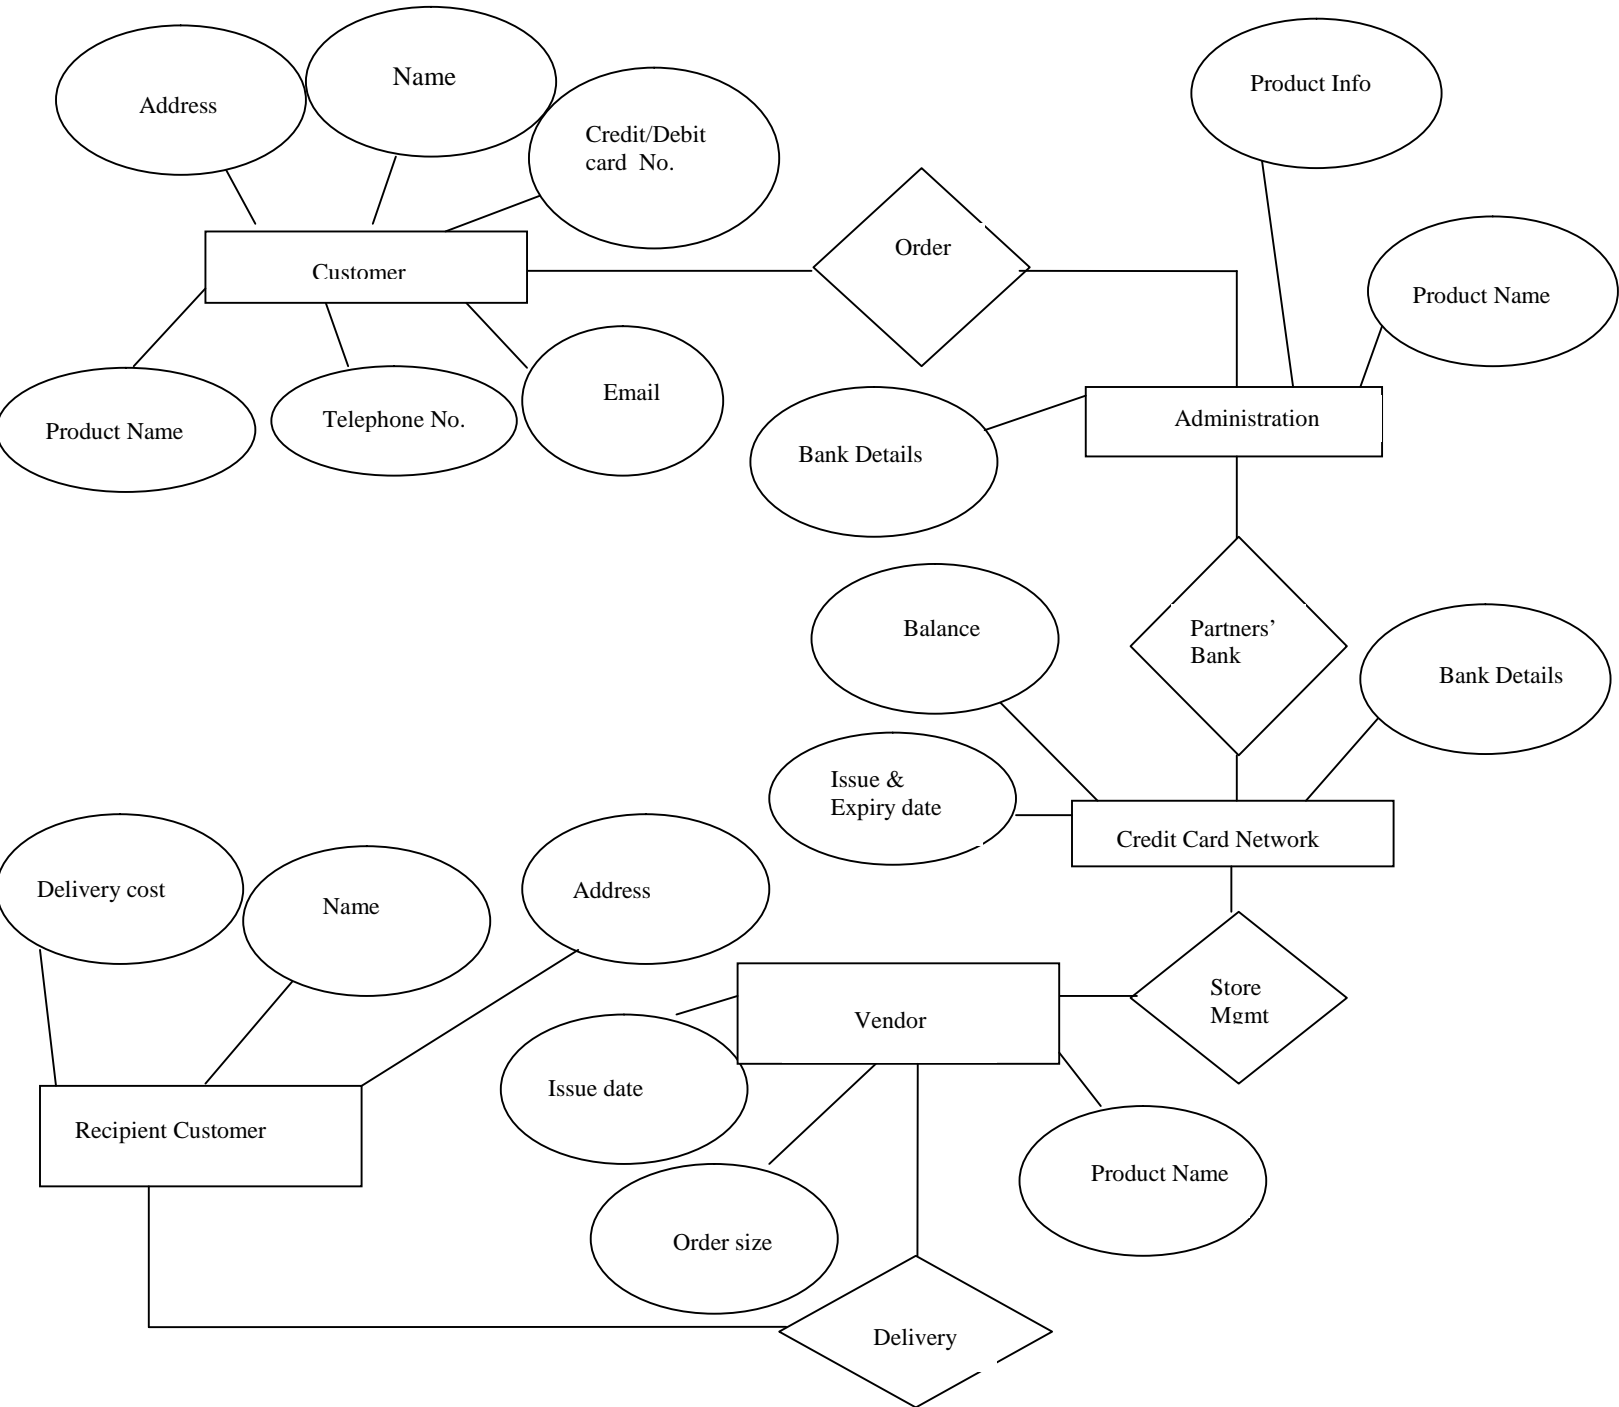 Name
Address
Credit/Debit
card No.
Product Info
Order
Customer
Product Name
Email
Telephone No.
Product Name
Administration
Bank Details
Balance
Partners’
Bank
Bank Details
Issue &
Expiry date
Credit Card Network
Delivery cost
Name
Address
Store
Mgmt
Vendor
Issue date
Recipient Customer
Product Name
Order size
Delivery